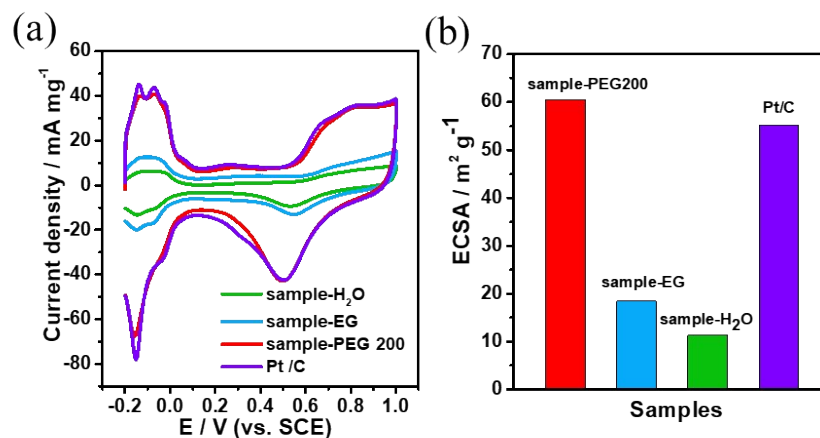 (a)
Current density / mA mg⁻¹
60
40
20
0
-20
-40
-60
-80
sample-H₂O
sample-EG
sample-PEG 200
Pt /C
-0.2 0.0 0.2 0.4 0.6 0.8 1.0
E / V (vs. SCE)
(b)
ECSA / m² g⁻¹
70
60
50
40
30
20
10
0
sample-PEG200
sample-EG
sample-H₂O
Pt/C
Samples